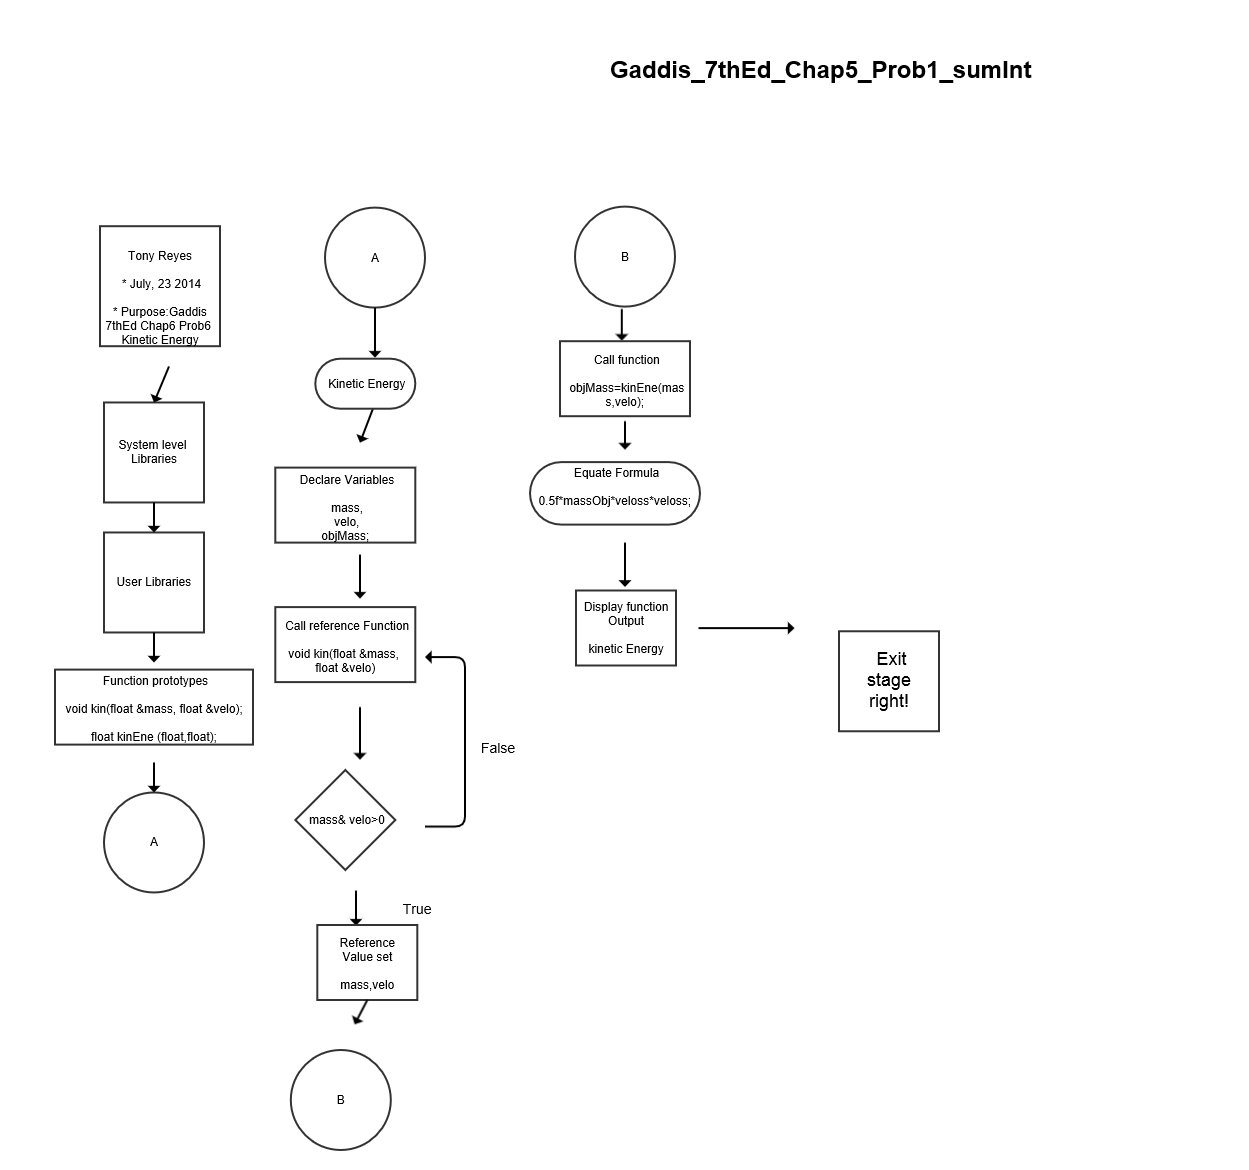 Gaddis_7thEd_Chap5_Prob1_sumInt
Tony Reyes
* July, 23 2014
* Purpose:Gaddis
7thEd Chap6 Prob6
Kinetic Energy
System level
Libraries
User Libraries
Function prototypes
void kin(float &mass, float &velo);
float kinEne (float,float);
A
A
Kinetic Energy
Declare Variables
mass,
velo,
objMass;
Call reference Function
void kin(float &mass,
float &velo)
False
mass& velo>0
True
Reference
Value set
mass,velo
B
B
Call function
objMass=kinEne(mas
s,velo);
Equate Formula
0.5f*massObj*veloss*veloss;
Display function
Output
kinetic Energy
Exit
stage
right!